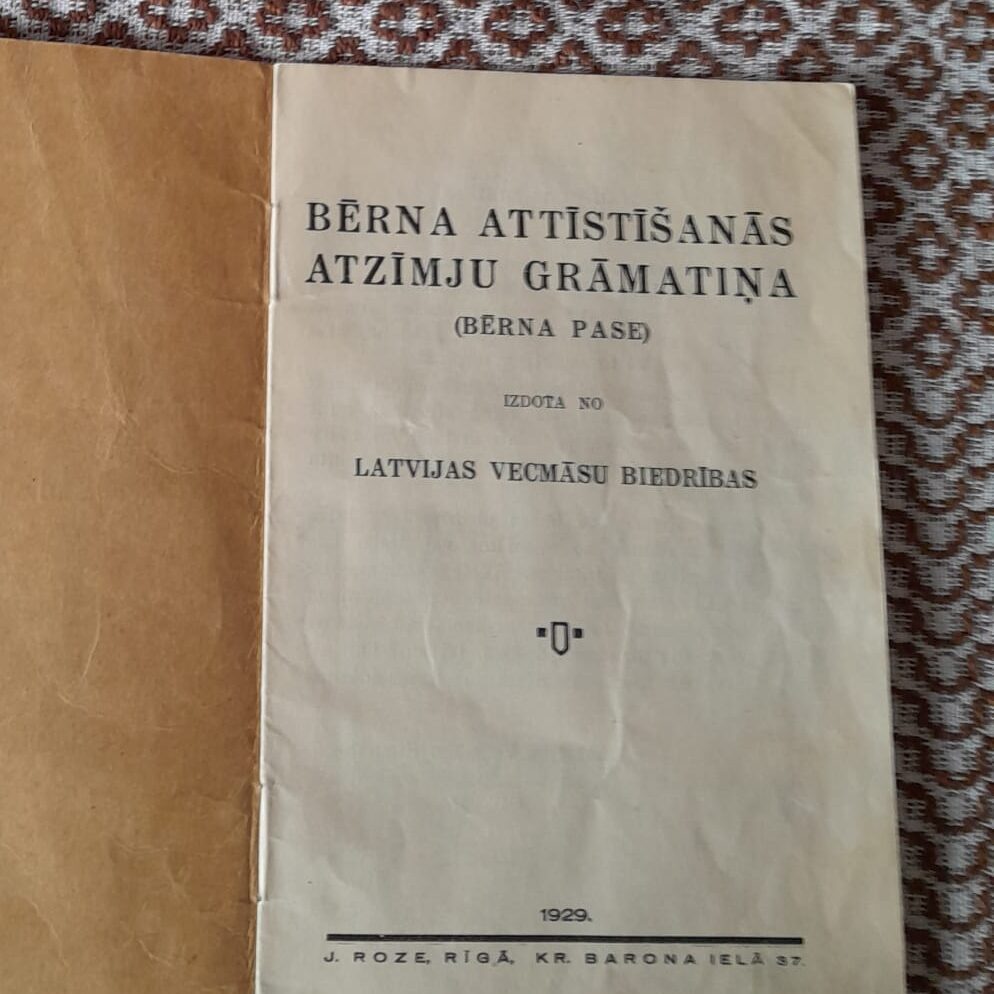 BĒRNA ATTĪSTĪŠANĀS
ATZĪMJU GRĀMATIŅA
(BĒRNA PASE)
IZDOTA NO
LATVIJAS VECMĀSU BIEDRĪBAS
1929.
J. ROZE, RĪGĀ, KR. BARONA IELĀ 37.